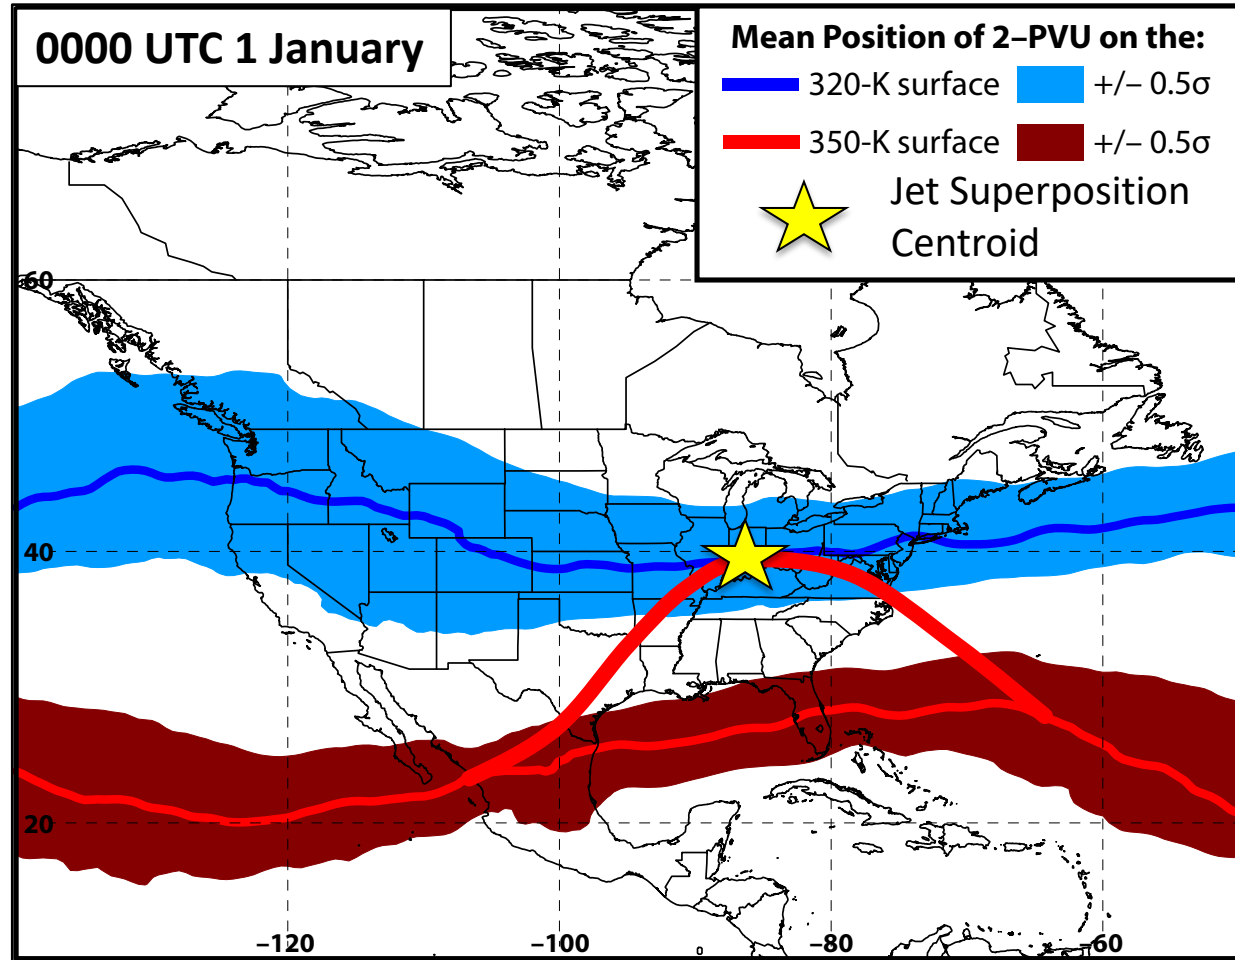 0000 UTC 1 January
Mean Position of 2–PVU on the:
320-K surface +/– 0.5σ
350-K surface +/– 0.5σ
Jet Superposition
Centroid
60
40
20
–120 –100 –80 –60